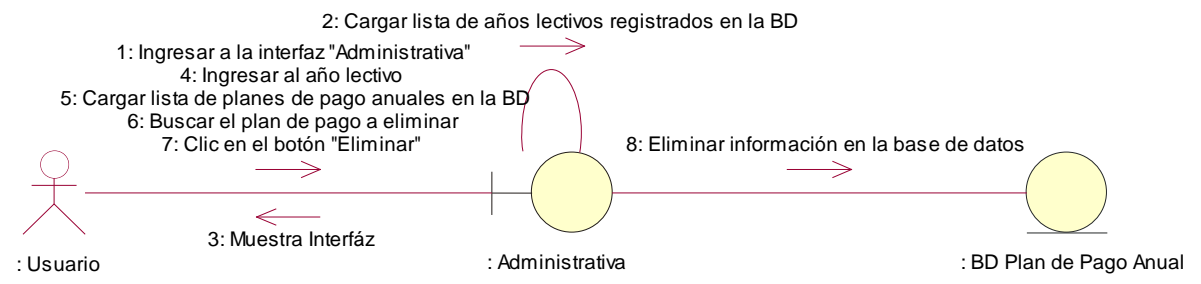 2: Cargar lista de años lectivos registrados en la BD
1: Ingresar a la interfaz "Administrativa"
4: Ingresar al año lectivo
5: Cargar lista de planes de pago anuales en la BD
6: Buscar el plan de pago a eliminar
7: Clic en el botón "Eliminar"
8: Eliminar información en la base de datos
3: Muestra Interfáz
: Usuario
: Administrativa
: BD Plan de Pago Anual